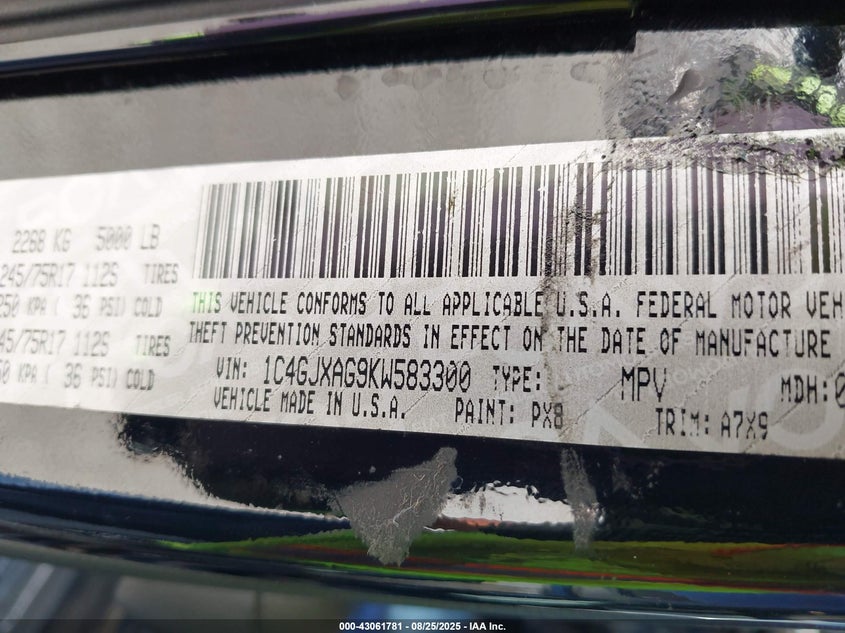 2268 KG 5000 LB
245/75R17 112S TIRES
250 KPA ( 36 PSI) COLD
45/75R17 112S TIRES
50 KPA ( 36 PSI) COLD
THIS VEHICLE CONFORMS TO ALL APPLICABLE U.S.A. FEDERAL MOTOR VEH
THEFT PREVENTION STANDARDS IN EFFECT ON THE DATE OF MANUFACTURE
VIN: 1C4GJXAG9KW583300 TYPE: MPV MDH:0
VEHICLE MADE IN U.S.A. PAINT: PX8 TRIM: A7X9
000-43061781 - 08/25/2025 - IAA Inc.